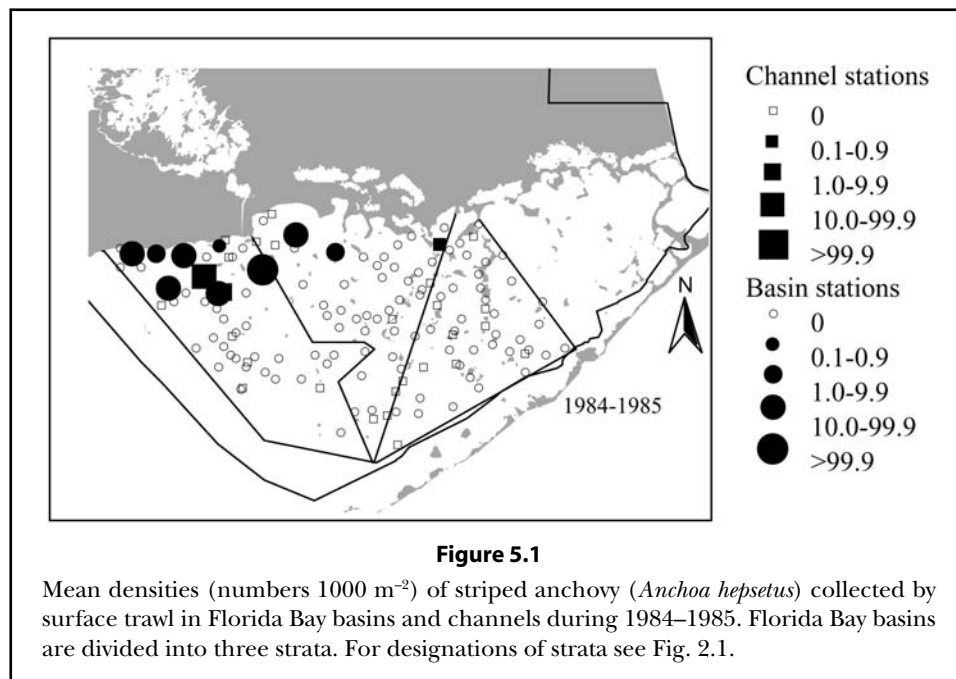 Channel stations
0
0.1-0.9
1.0-9.9
10.0-99.9
>99.9
Basin stations
0
0.1-0.9
1.0-9.9
10.0-99.9
>99.9
N
1984-1985
Figure 5.1
Mean densities (numbers 1000 m⁻²) of striped anchovy (Anchoa hepsetus) collected by
surface trawl in Florida Bay basins and channels during 1984–1985. Florida Bay basins
are divided into three strata. For designations of strata see Fig. 2.1.